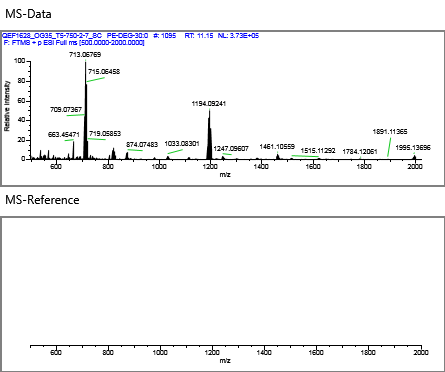 MS-Data
QEF1628_OG35_T5-750-2-7_8C PE-DEG-30:0 #: 1095 RT: 11.15 NL: 3.73E+05
F: FTMS + p ESI Full ms [500.0000-2000.0000]
713.06769
100
715.06458
80
1194.09241
709.07367
60
Relative Intensity
40
663.45471
719.05853
1891.11365
20
874.07483
1033.08301
1247.09607
1461.10559
1515.11292
1784.12061
1995.13696
0
600 800 1000 1200 1400 1600 1800 2000
m/z
MS-Reference
600 800 1000 1200 1400 1600 1800 2000
m/z